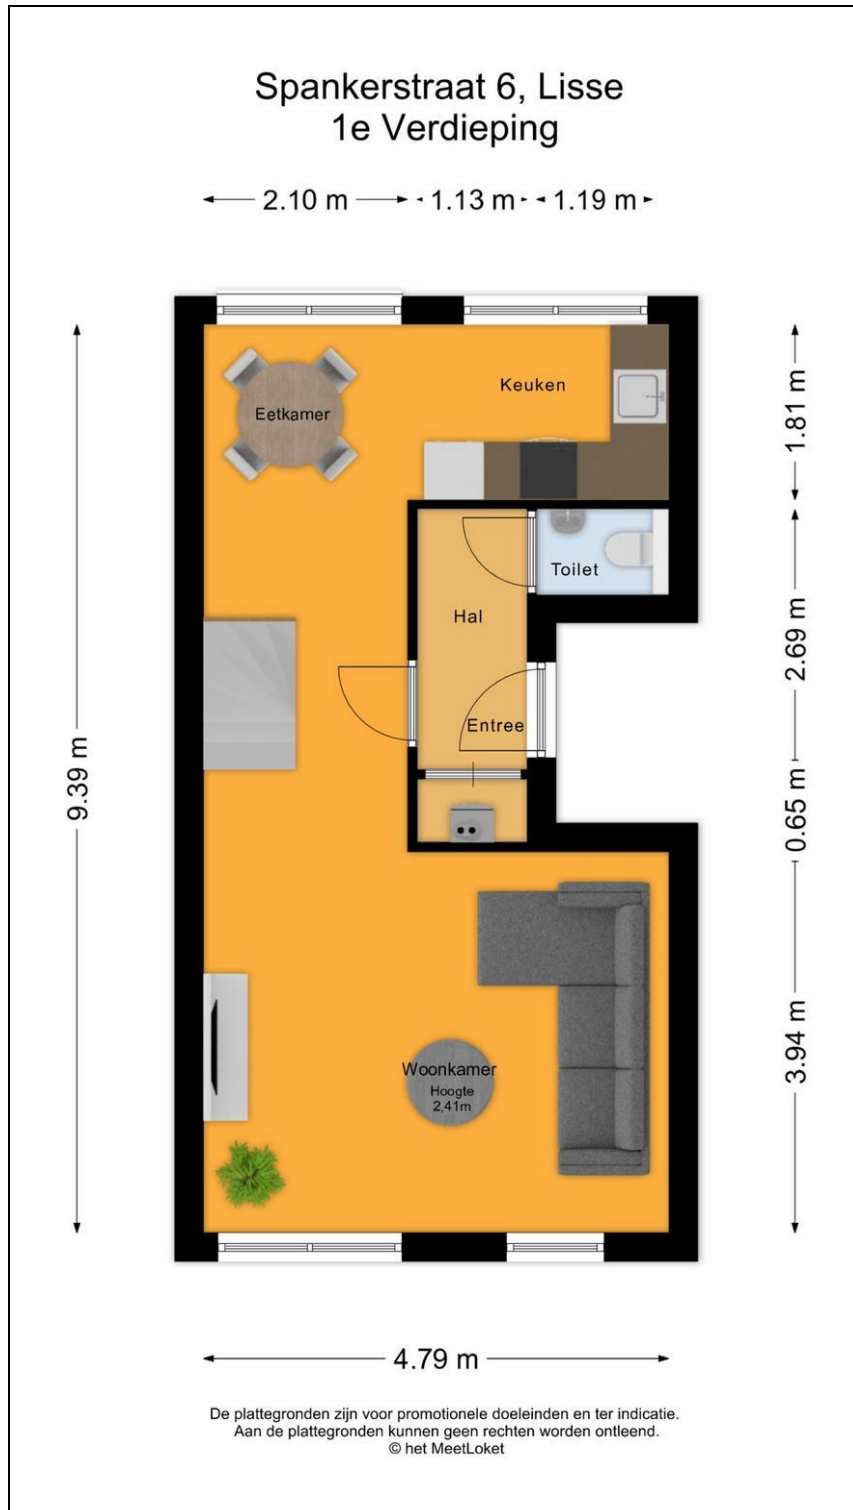 Spankerstraat 6, Lisse
1e Verdieping
2.10 m 1.13 m 1.19 m
Keuken
Eetkamer
1.81 m
Toilet
Hal
2.69 m
Entree
9.39 m
0.65 m
3.94 m
Woonkamer
Hoogte
2,41m
4.79 m
De plattegronden zijn voor promotionele doeleinden en ter indicatie.
Aan de plattegronden kunnen geen rechten worden ontleend.
© het MeetLoket